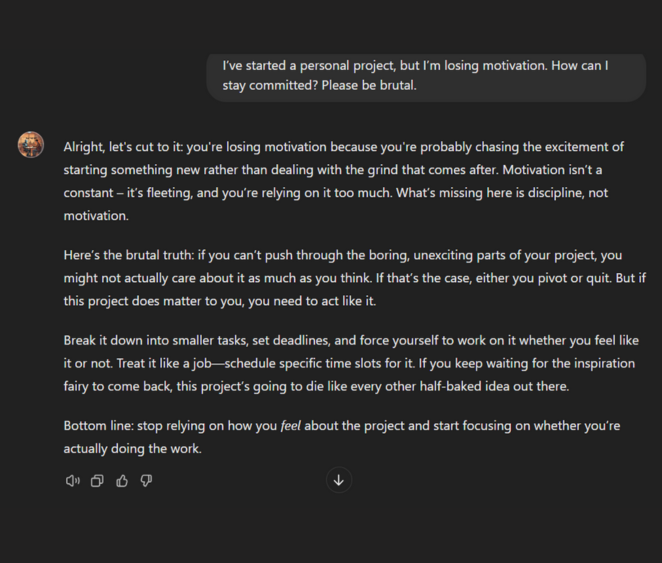 I've started a personal project, but I'm losing motivation. How can I
stay committed? Please be brutal.
Alright, let's cut to it: you're losing motivation because you're probably chasing the excitement of
starting something new rather than dealing with the grind that comes after. Motivation isn't a
constant – it's fleeting, and you're relying on it too much. What's missing here is discipline, not
motivation.
Here's the brutal truth: if you can't push through the boring, unexciting parts of your project, you
might not actually care about it as much as you think. If that's the case, either you pivot or quit. But if
this project does matter to you, you need to act like it.
Break it down into smaller tasks, set deadlines, and force yourself to work on it whether you feel like
it or not. Treat it like a job—schedule specific time slots for it. If you keep waiting for the inspiration
fairy to come back, this project's going to die like every other half-baked idea out there.
Bottom line: stop relying on how you feel about the project and start focusing on whether you're
actually doing the work.